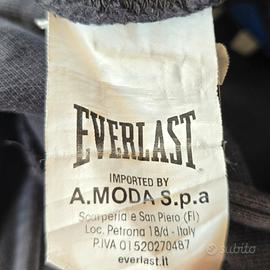 EVERLAST
IMPORTED BY
A.MODA S.p.a
Scarperia e San Piero (FI)
Loc. Petrona 18/d - Italy
P.IVA 01520270487
everlast.it
subito